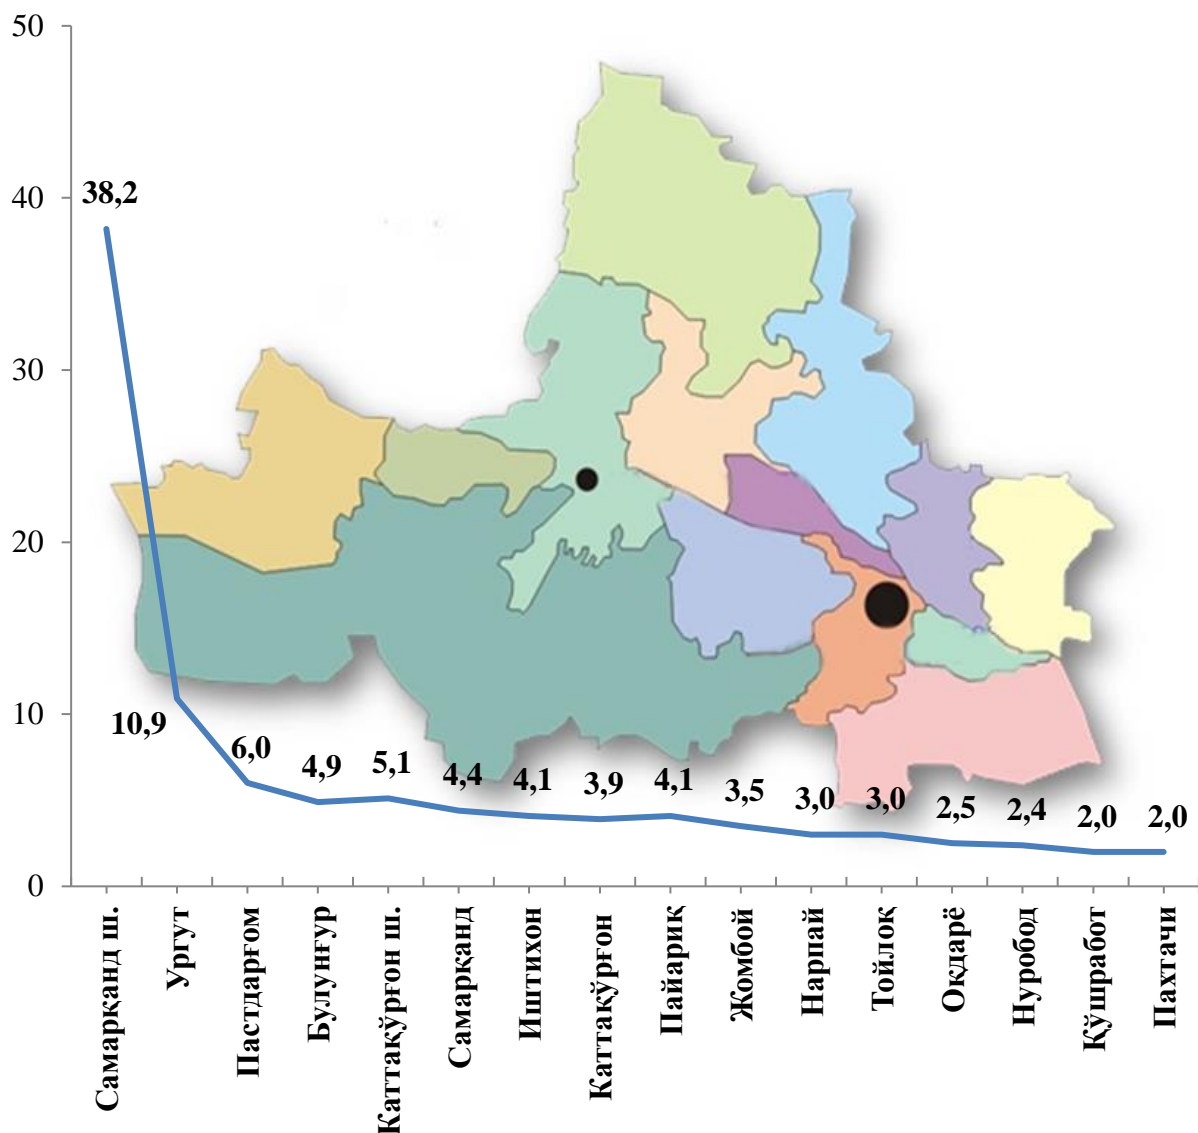 50
40
30
20
10
0
38,2
10,9
6,0
4,9
5,1
4,4
4,1
3,9
4,1
3,5
3,0
3,0
2,5
2,4
2,0
2,0
Самарқанд ш.
Ургут
Пастдарғом
Булунғур
Каттақўрғон ш.
Самарқанд
Иштихон
Каттақўрғон
Пайариқ
Жомбой
Нарпай
Тойлоқ
Оқдарё
Нуробод
Қўшработ
Пахтачи